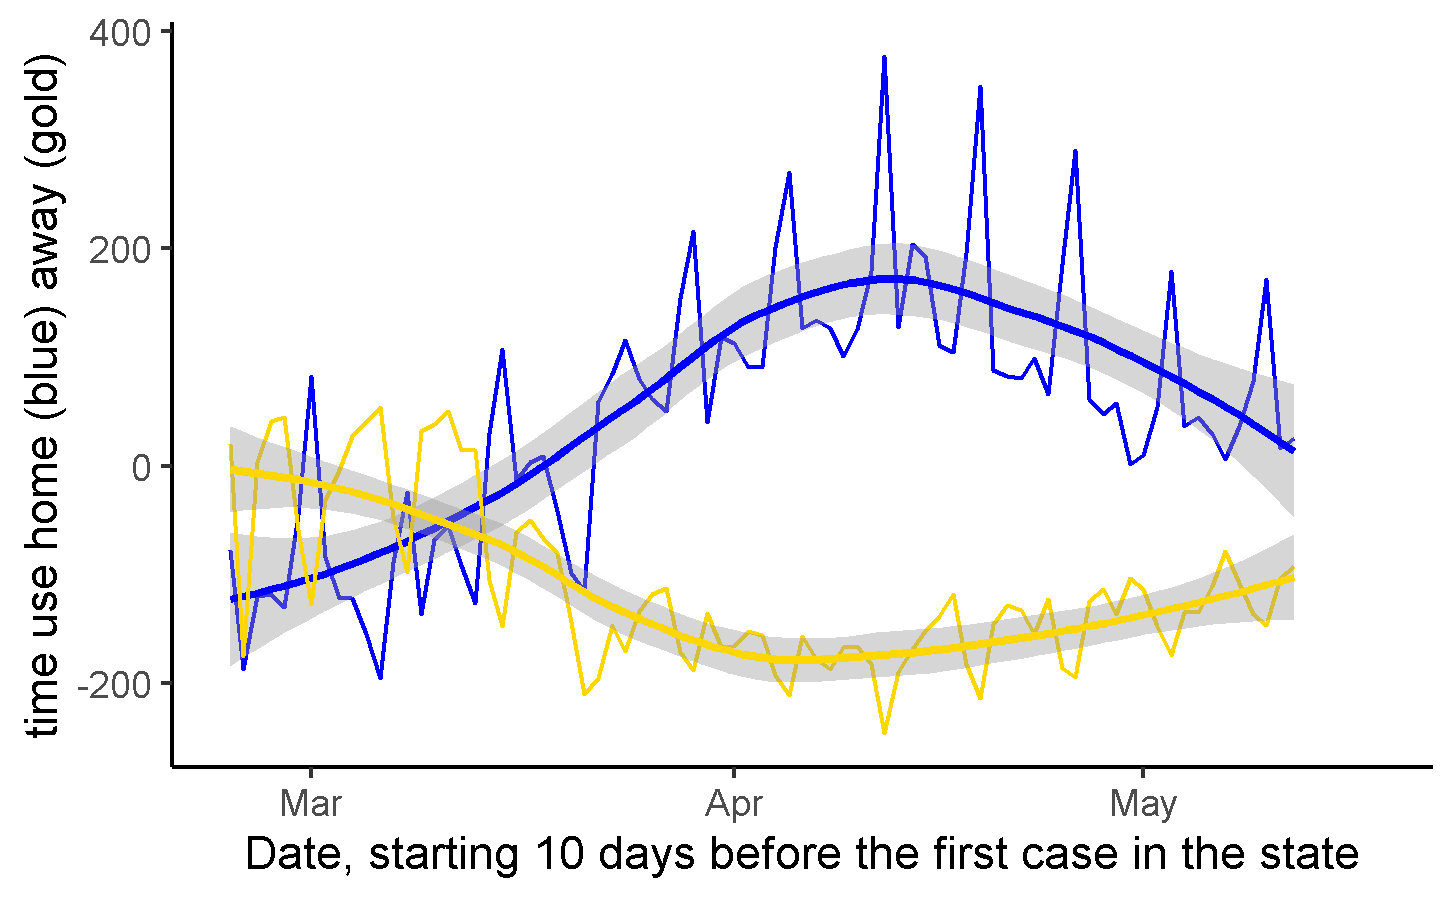 time use home (blue) away (gold)
400
200
0
-200
Mar
Apr
May
Date, starting 10 days before the first case in the state